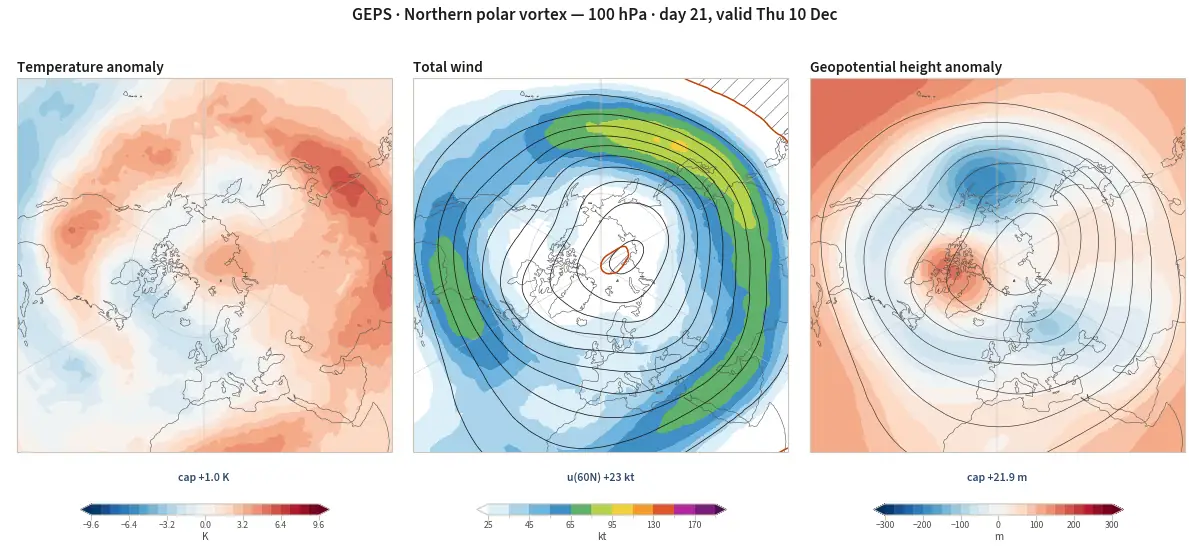 GEPS · Northern polar vortex — 100 hPa · day 21, valid Thu 10 Dec
Temperature anomaly
Total wind
Geopotential height anomaly
cap +1.0 K
u(60N) +23 kt
cap +21.9 m
−9.6 −6.4 −3.2 0.0 3.2 6.4 9.6
K
25 45 65 95 130 170
kt
−300 −200 −100 0 100 200 300
m